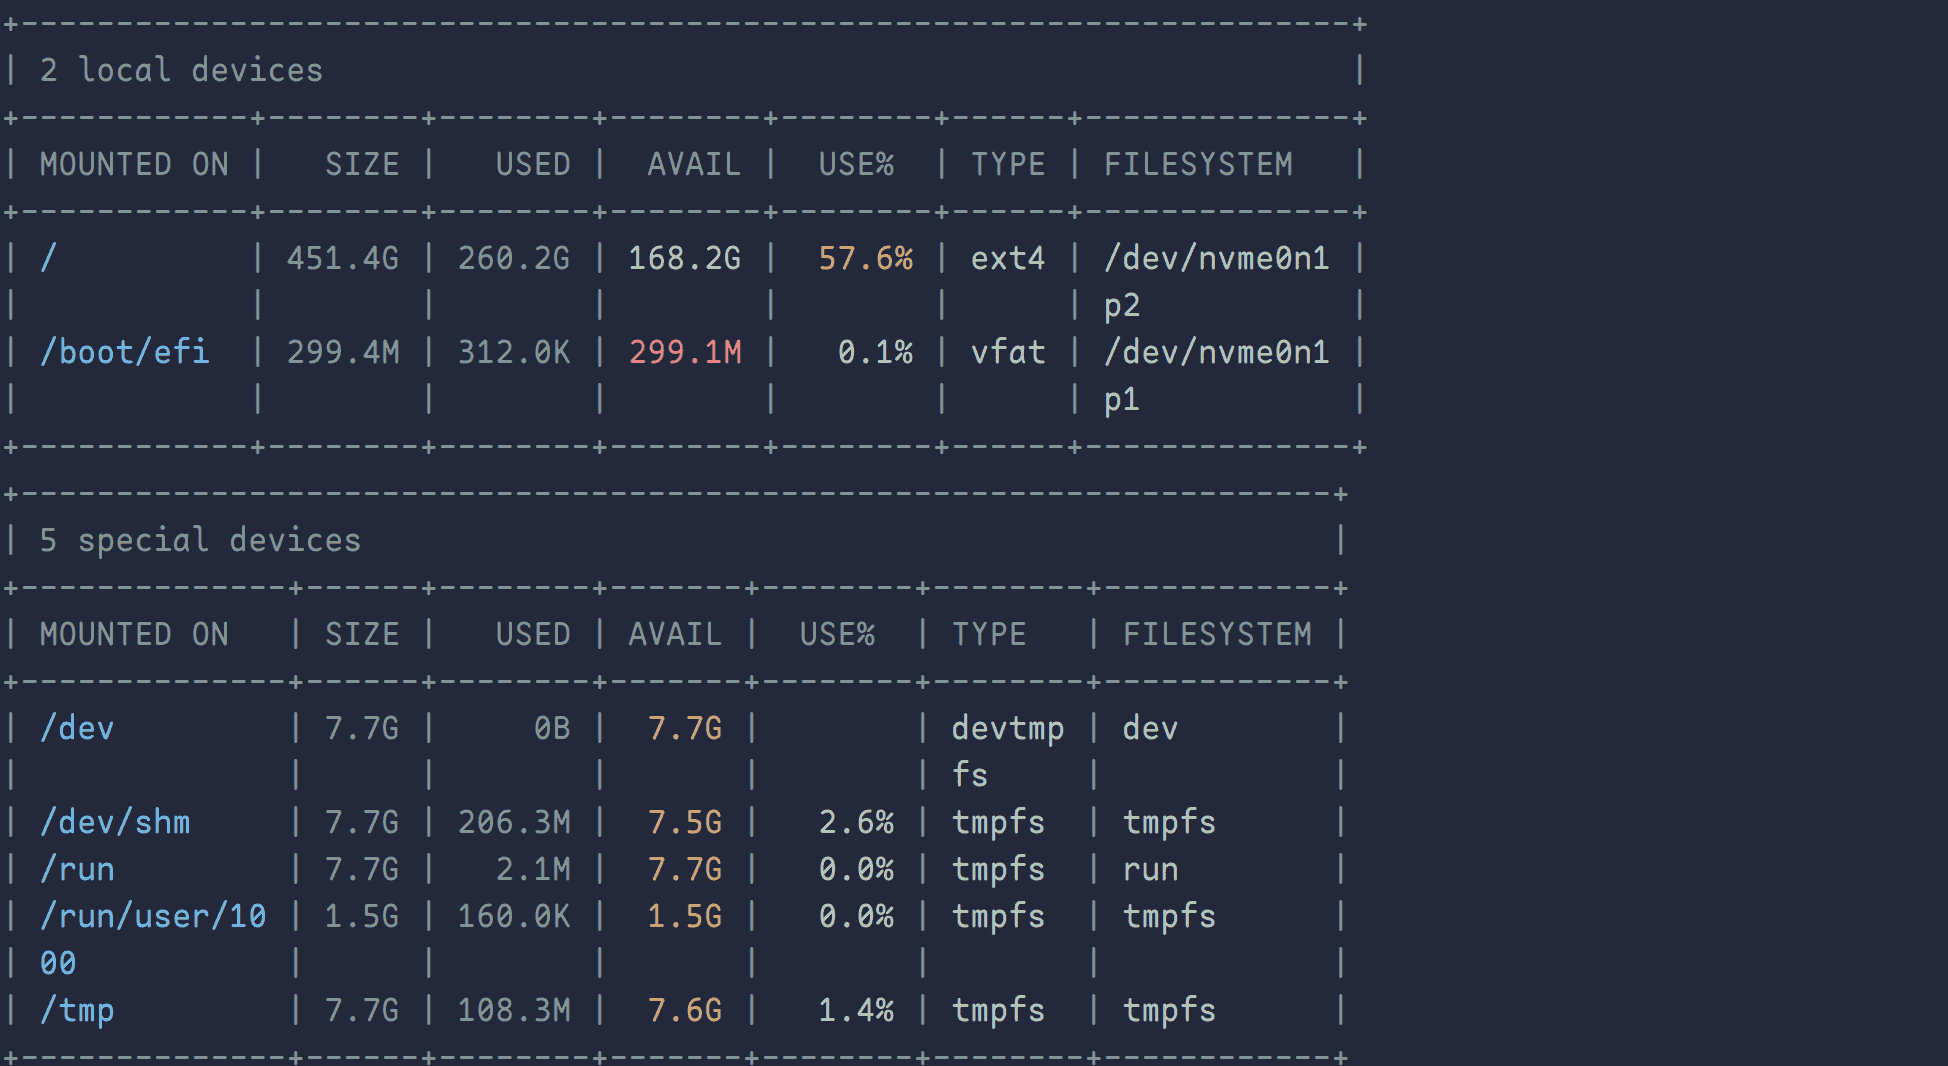 +----------------------------------------------------------------------+
| 2 local devices                                                      |
+------------+--------+--------+--------+--------+------+--------------+
| MOUNTED ON |   SIZE |   USED |  AVAIL |  USE%  | TYPE | FILESYSTEM   |
+------------+--------+--------+--------+--------+------+--------------+
| /          | 451.4G | 260.2G | 168.2G |  57.6% | ext4 | /dev/nvme0n1 |
|            |        |        |        |        |      | p2           |
| /boot/efi  | 299.4M | 312.0K | 299.1M |   0.1% | vfat | /dev/nvme0n1 |
|            |        |        |        |        |      | p1           |
+------------+--------+--------+--------+--------+------+--------------+
+---------------------------------------------------------------------+
| 5 special devices                                                   |
+--------------+------+--------+-------+--------+--------+------------+
| MOUNTED ON   | SIZE |   USED | AVAIL |  USE%  | TYPE   | FILESYSTEM |
+--------------+------+--------+-------+--------+--------+------------+
| /dev         | 7.7G |     0B |  7.7G |        | devtmp | dev        |
|              |      |        |       |        | fs     |            |
| /dev/shm     | 7.7G | 206.3M |  7.5G |   2.6% | tmpfs  | tmpfs      |
| /run         | 7.7G |   2.1M |  7.7G |   0.0% | tmpfs  | run        |
| /run/user/10 | 1.5G | 160.0K |  1.5G |   0.0% | tmpfs  | tmpfs      |
| 00           |      |        |       |        |        |            |
| /tmp         | 7.7G | 108.3M |  7.6G |   1.4% | tmpfs  | tmpfs      |
+--------------+------+--------+-------+--------+--------+------------+